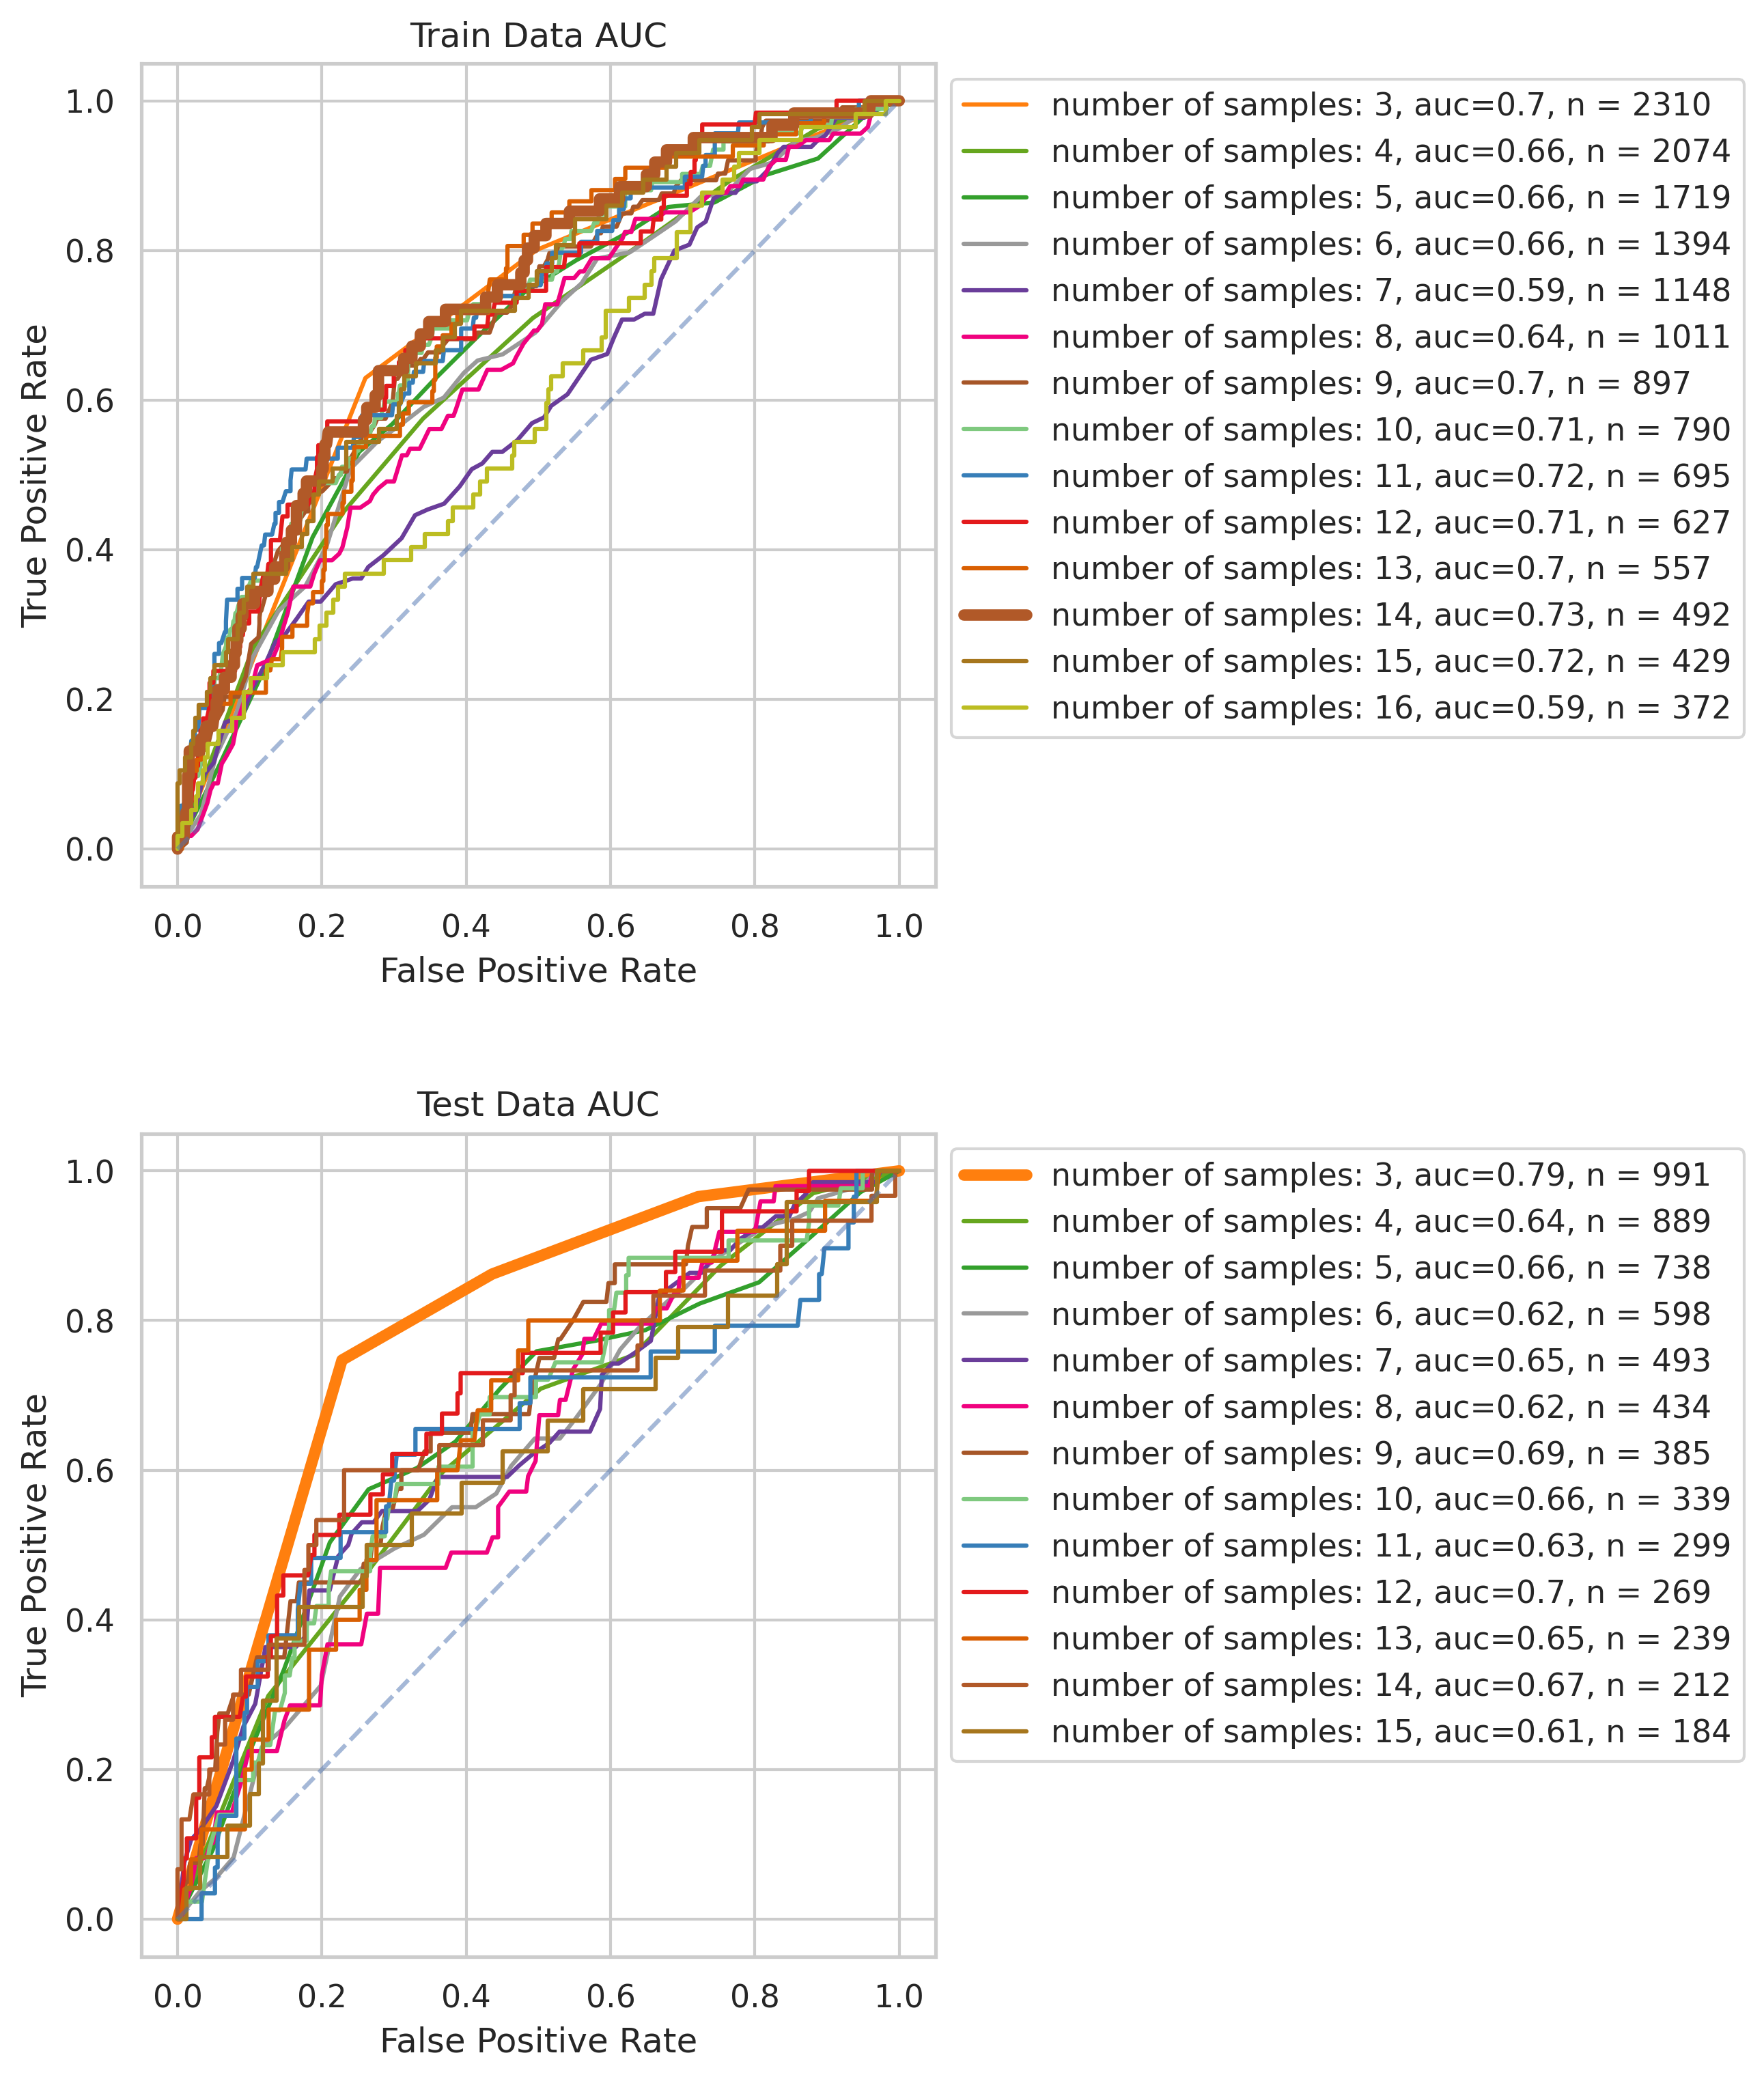 Train Data AUC
True Positive Rate
1.0
0.8
0.6
0.4
0.2
0.0
0.0 0.2 0.4 0.6 0.8 1.0
False Positive Rate
number of samples: 3, auc=0.7, n = 2310
number of samples: 4, auc=0.66, n = 2074
number of samples: 5, auc=0.66, n = 1719
number of samples: 6, auc=0.66, n = 1394
number of samples: 7, auc=0.59, n = 1148
number of samples: 8, auc=0.64, n = 1011
number of samples: 9, auc=0.7, n = 897
number of samples: 10, auc=0.71, n = 790
number of samples: 11, auc=0.72, n = 695
number of samples: 12, auc=0.71, n = 627
number of samples: 13, auc=0.7, n = 557
number of samples: 14, auc=0.73, n = 492
number of samples: 15, auc=0.72, n = 429
number of samples: 16, auc=0.59, n = 372
Test Data AUC
True Positive Rate
1.0
0.8
0.6
0.4
0.2
0.0
0.0 0.2 0.4 0.6 0.8 1.0
False Positive Rate
number of samples: 3, auc=0.79, n = 991
number of samples: 4, auc=0.64, n = 889
number of samples: 5, auc=0.66, n = 738
number of samples: 6, auc=0.62, n = 598
number of samples: 7, auc=0.65, n = 493
number of samples: 8, auc=0.62, n = 434
number of samples: 9, auc=0.69, n = 385
number of samples: 10, auc=0.66, n = 339
number of samples: 11, auc=0.63, n = 299
number of samples: 12, auc=0.7, n = 269
number of samples: 13, auc=0.65, n = 239
number of samples: 14, auc=0.67, n = 212
number of samples: 15, auc=0.61, n = 184